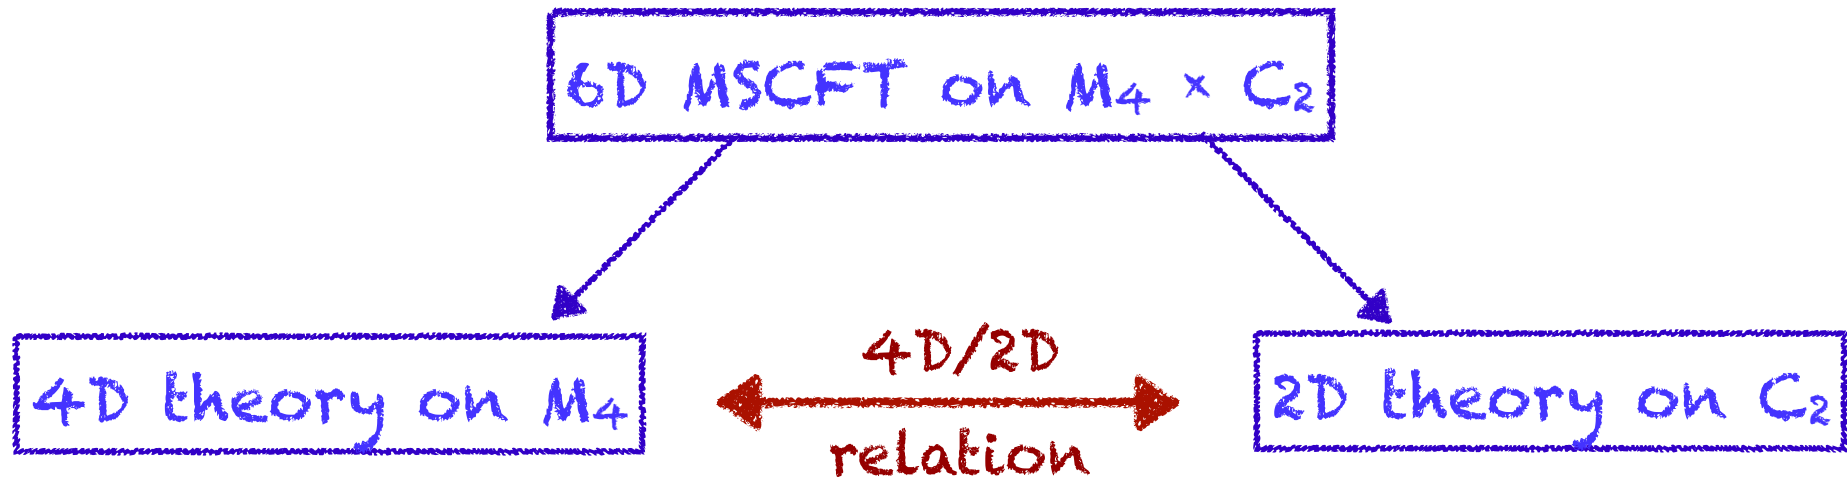 6D MSCFT on M₄ × C₂
4D/2D
4D theory on M₄
2D theory on C₂
relation